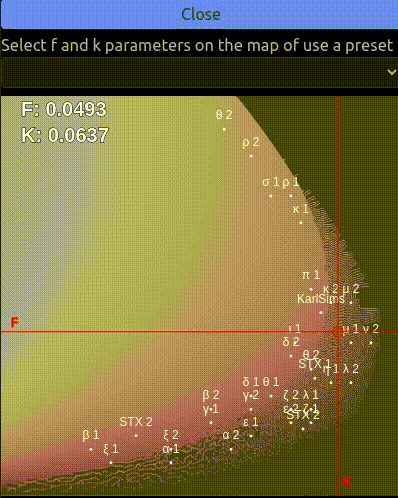 Close
Select f and k parameters on the map of use a preset
F: 0.0493
K: 0.0637
θ 2
ρ 2
σ 1 ρ 1
κ 1
π 1
κ 2 μ 2
KarlSims
F
ι 1 μ 1 ν 2
δ 2
θ 2
STX 1 η 1 λ 2
δ 1 θ 1
β 2 γ 2 ζ 2 λ 1
γ 1 ε 2 ζ 1
STX 2
STX 2 ε 1
β 1 ξ 2 α 2
ξ 1 α 1
K